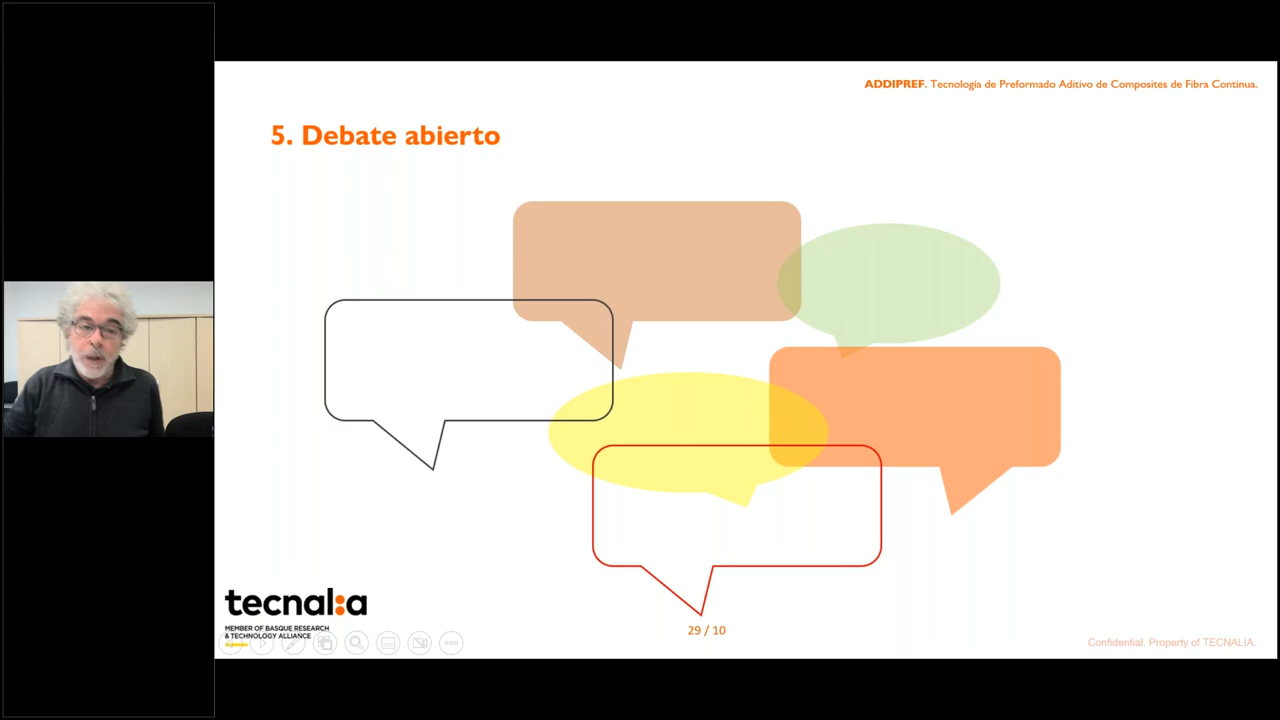 ADDIPREF. Tecnología de Preformado Aditivo de Composites de Fibra Continua.
5. Debate abierto
tecnal:a
MEMBER OF BASQUE RESEARCH
& TECHNOLOGY ALLIANCE
29 / 10
Confidential. Property of TECNALIA.